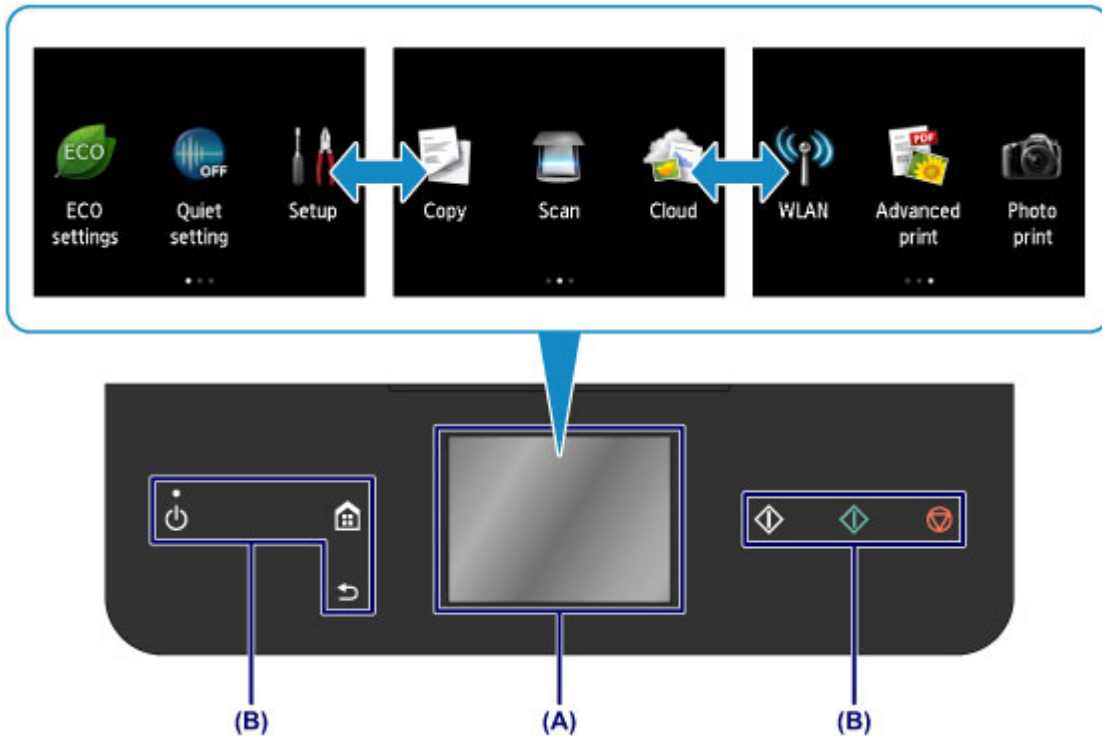 ECO
OFF
PDF
ECO
settings
Quiet
setting
Setup
Copy
Scan
Cloud
WLAN
Advanced
print
Photo
print
(B)
(A)
(B)